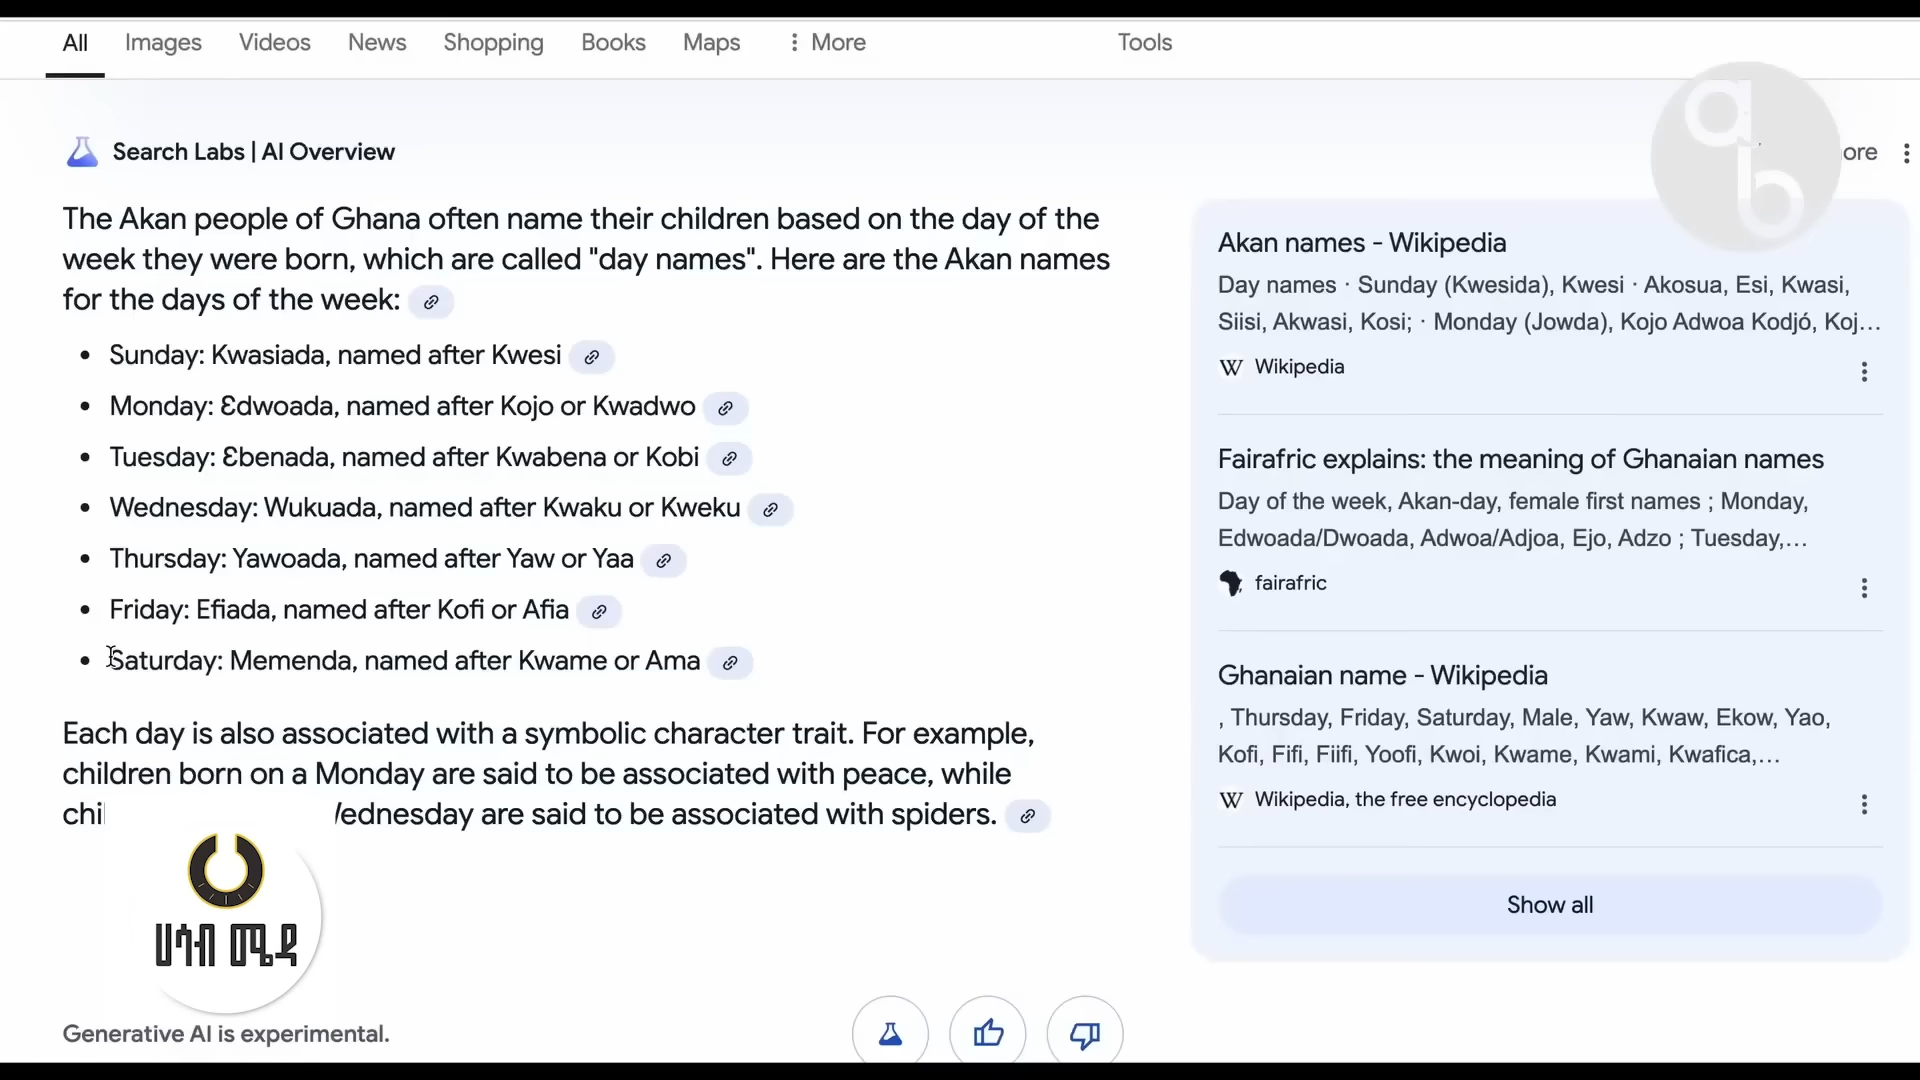 All Images Videos News Shopping Books Maps More Tools
Search Labs | AI Overview
ore
The Akan people of Ghana often name their children based on the day of the
week they were born, which are called "day names". Here are the Akan names
for the days of the week:
Sunday: Kwasiada, named after Kwesi
Monday: Ɛdwoada, named after Kojo or Kwadwo
Tuesday: Ɛbenada, named after Kwabena or Kobi
Wednesday: Wukuada, named after Kwaku or Kweku
Thursday: Yawoada, named after Yaw or Yaa
Friday: Efiada, named after Kofi or Afia
Saturday: Memenda, named after Kwame or Ama
Each day is also associated with a symbolic character trait. For example,
children born on a Monday are said to be associated with peace, while
chi Wednesday are said to be associated with spiders.
ሀሳብ ሜዳ
Generative AI is experimental.
ab
Akan names - Wikipedia
Day names · Sunday (Kwesida), Kwesi · Akosua, Esi, Kwasi,
Siisi, Akwasi, Kosi; · Monday (Jowda), Kojo Adwoa Kodjó, Koj...
W Wikipedia
Fairafric explains: the meaning of Ghanaian names
Day of the week, Akan-day, female first names ; Monday,
Edwoada/Dwoada, Adwoa/Adjoa, Ejo, Adzo ; Tuesday,...
fairafric
Ghanaian name - Wikipedia
, Thursday, Friday, Saturday, Male, Yaw, Kwaw, Ekow, Yao,
Kofi, Fifi, Fiifi, Yoofi, Kwoi, Kwame, Kwami, Kwafica,...
W Wikipedia, the free encyclopedia
Show all